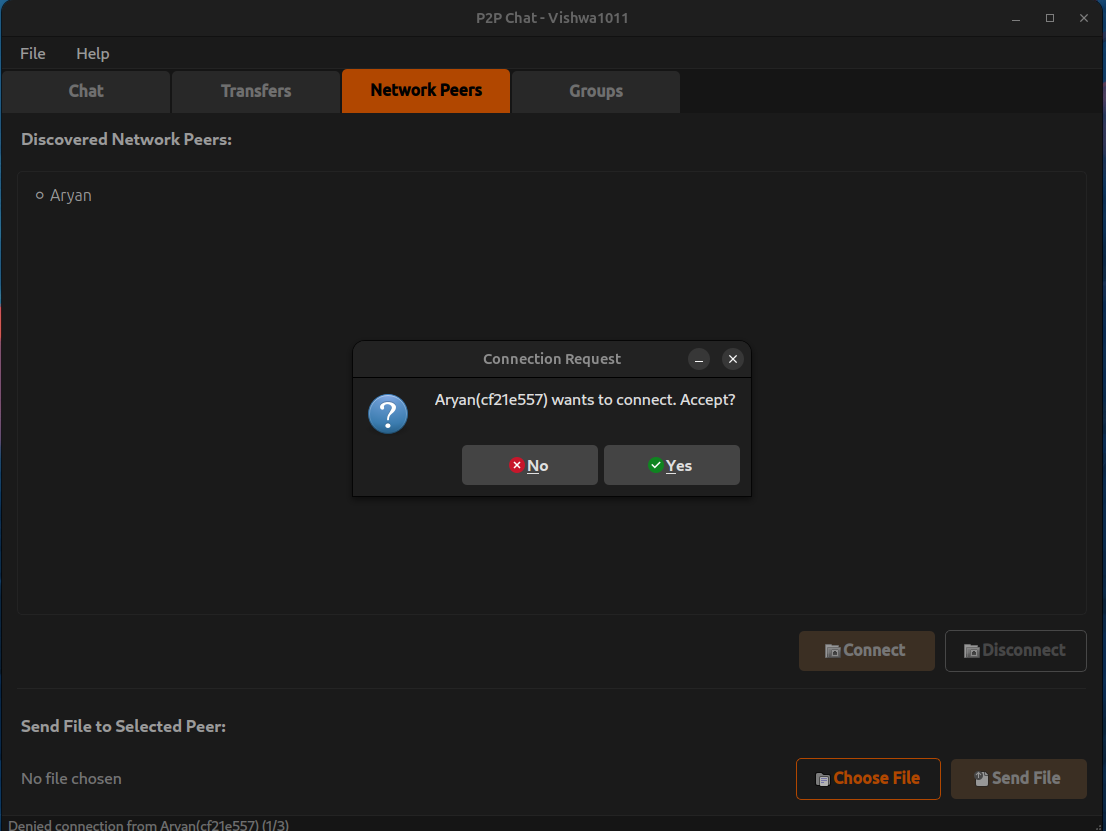 P2P Chat - Vishwa1011
File Help
Chat Transfers Network Peers Groups
Discovered Network Peers:
Aryan
Connection Request
Aryan(cf21e557) wants to connect. Accept?
No Yes
Connect Disconnect
Send File to Selected Peer:
No file chosen Choose File Send File
Denied connection from Aryan(cf21e557) (1/3)